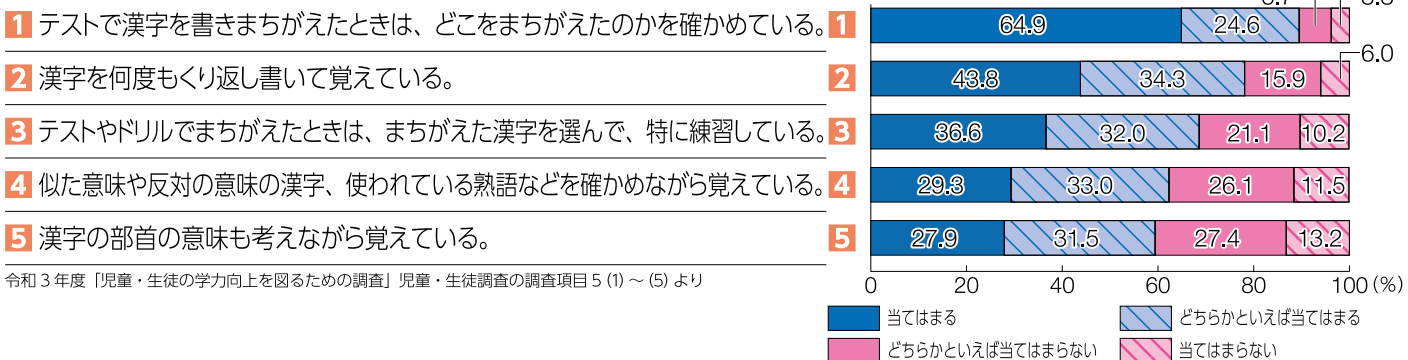 1 テストで漢字を書きまちがえたときは、どこをまちがえたのかを確かめている。
2 漢字を何度もくり返し書いて覚えている。
3 テストやドリルでまちがえたときは、まちがえた漢字を選んで、特に練習している。
4 似た意味や反対の意味の漢字、使われている熟語などを確かめながら覚えている。
5 漢字の部首の意味も考えながら覚えている。
令和3年度「児童・生徒の学力向上を図るための調査」児童・生徒調査の調査項目5(1)~(5)より
1 64.9 24.6
2 43.8 34.3 15.9 6.0
3 36.6 32.0 21.1 10.2
4 29.3 33.0 26.1 11.5
5 27.9 31.5 27.4 13.2
0 20 40 60 80 100(%)
当てはまる どちらかといえば当てはまる
どちらかといえば当てはまらない 当てはまらない